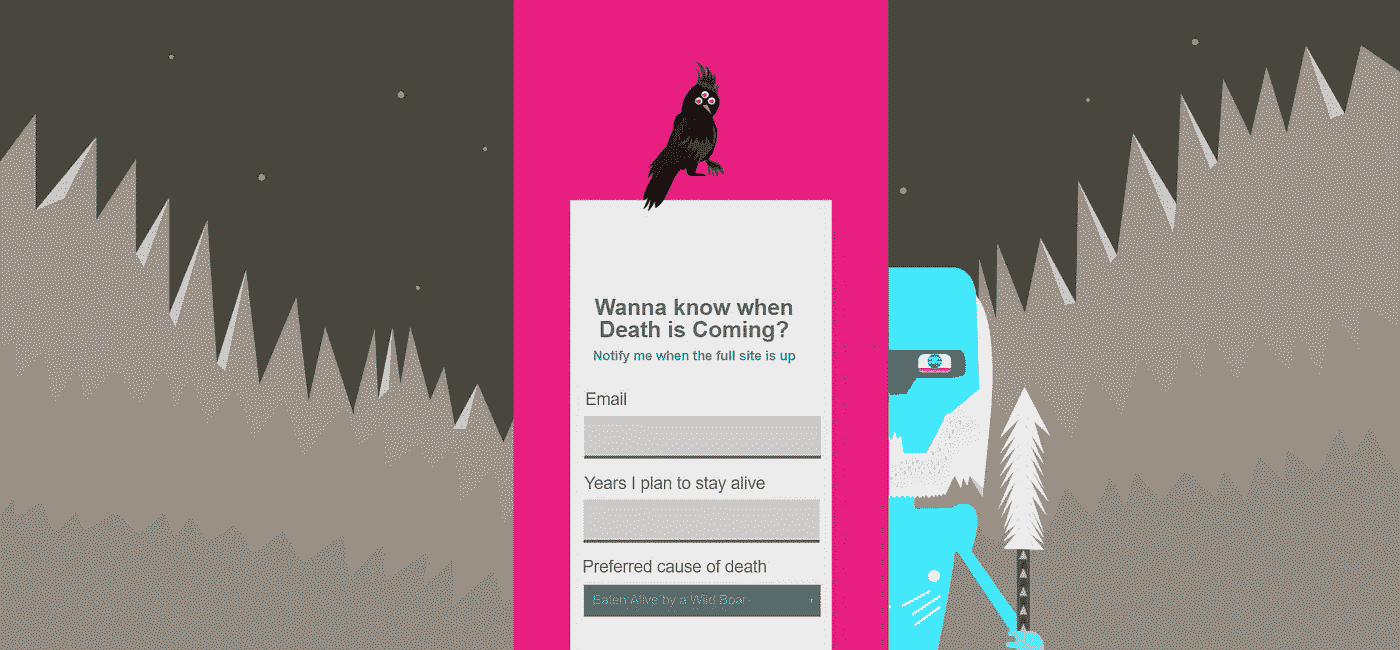 Wanna know when
Death is Coming?
Notify me when the full site is up
Email
Years I plan to stay alive
Preferred cause of death
Eaten Alive by a Wild Boar